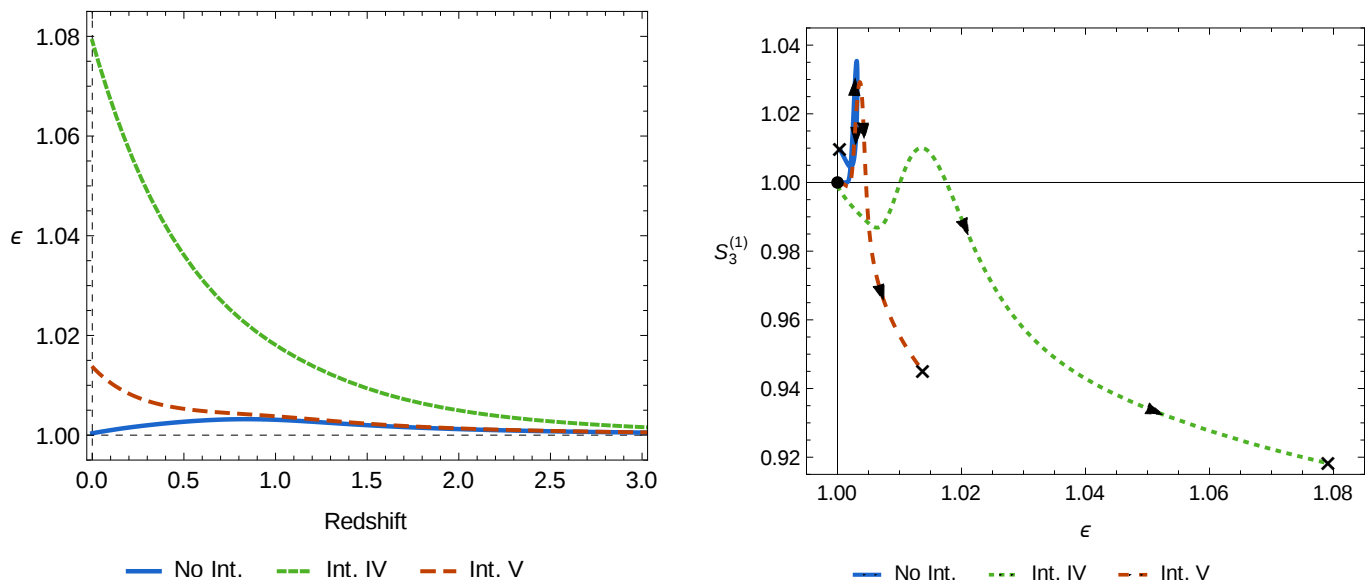 1.08
1.06
ϵ
1.04
1.02
1.00
0.0 0.5 1.0 1.5 2.0 2.5 3.0
Redshift
No Int. Int. IV Int. V
1.04
1.02
1.00
0.98
S₃⁽¹⁾
0.96
0.94
0.92
1.00 1.02 1.04 1.06 1.08
ϵ
No Int. Int. IV Int. V